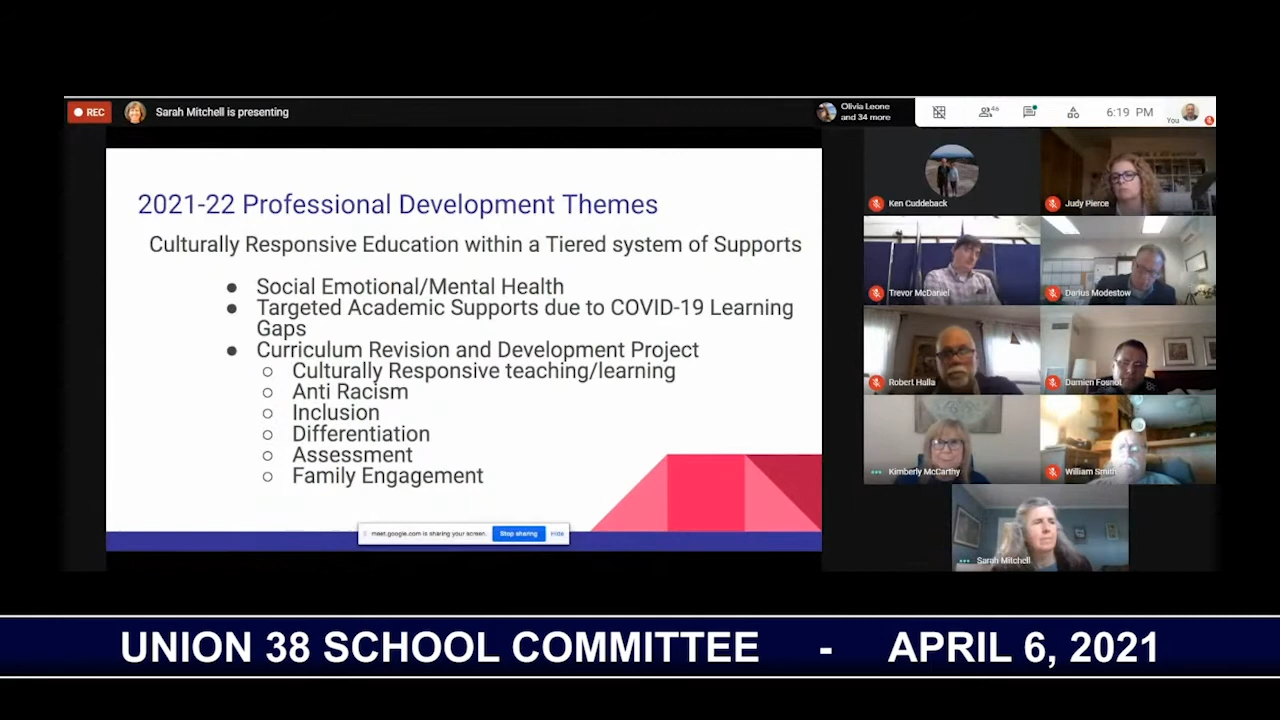 REC
Sarah Mitchell is presenting
Olivia Leone
and 34 more
46
6:19 PM
You
2021-22 Professional Development Themes
Culturally Responsive Education within a Tiered system of Supports
● Social Emotional/Mental Health
● Targeted Academic Supports due to COVID-19 Learning
Gaps
● Curriculum Revision and Development Project
○ Culturally Responsive teaching/learning
○ Anti Racism
○ Inclusion
○ Differentiation
○ Assessment
○ Family Engagement
meet.google.com is sharing your screen.
Stop sharing
Hide
Ken Cuddeback
Judy Pierce
Trevor McDaniel
Darius Modestow
Robert Halla
Damien Fosnot
Kimberly McCarthy
William Smith
Sarah Mitchell
UNION 38 SCHOOL COMMITTEE - APRIL 6, 2021